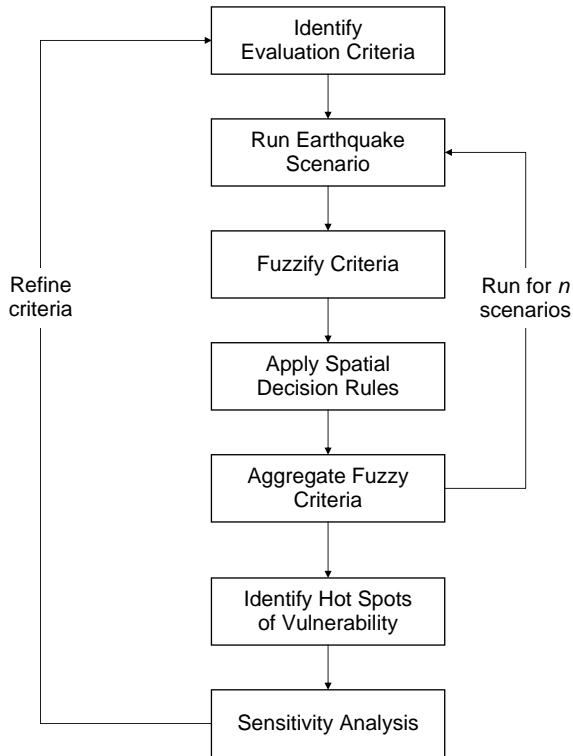 Identify
Evaluation Criteria
Run Earthquake
Scenario
Fuzzify Criteria
Refine
criteria
Run for n
scenarios
Apply Spatial
Decision Rules
Aggregate Fuzzy
Criteria
Identify Hot Spots
of Vulnerability
Sensitivity Analysis